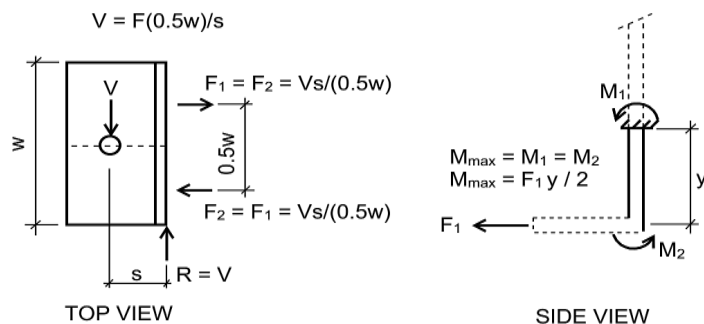 V = F(0.5w)/s
V
w
F₁ = F₂ = Vs/(0.5w)
0.5w
F₂ = F₁ = Vs/(0.5w)
s
R = V
TOP VIEW
M₁
Mmax = M₁ = M₂
Mmax = F₁ y / 2
y
F₁
M₂
SIDE VIEW